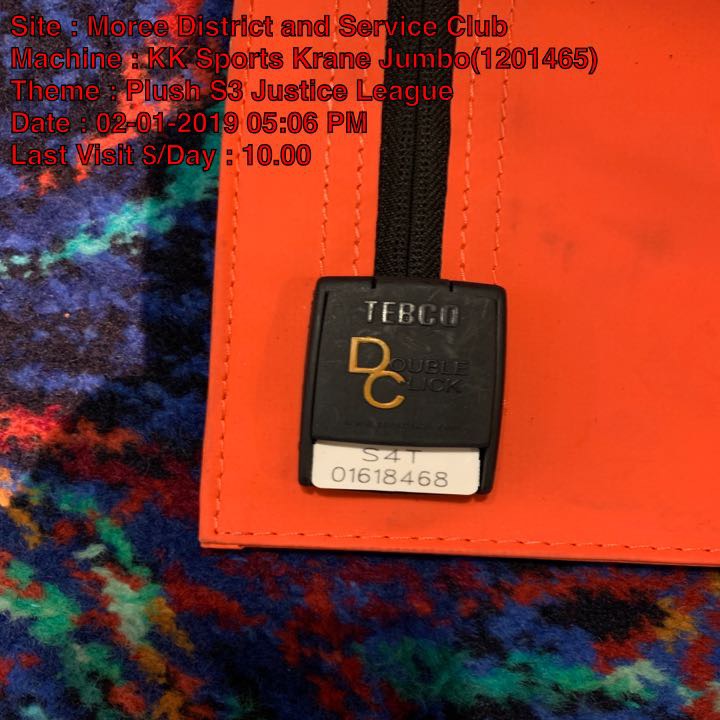 Site : Moree District and Service Club
Machine : KK Sports Krane Jumbo(1201465)
Theme : Plush S3 Justice League
Date : 02-01-2019 05:06 PM
Last Visit $/Day : 10.00
TEBCO
DOUBLE
CLICK
S4T
01618468